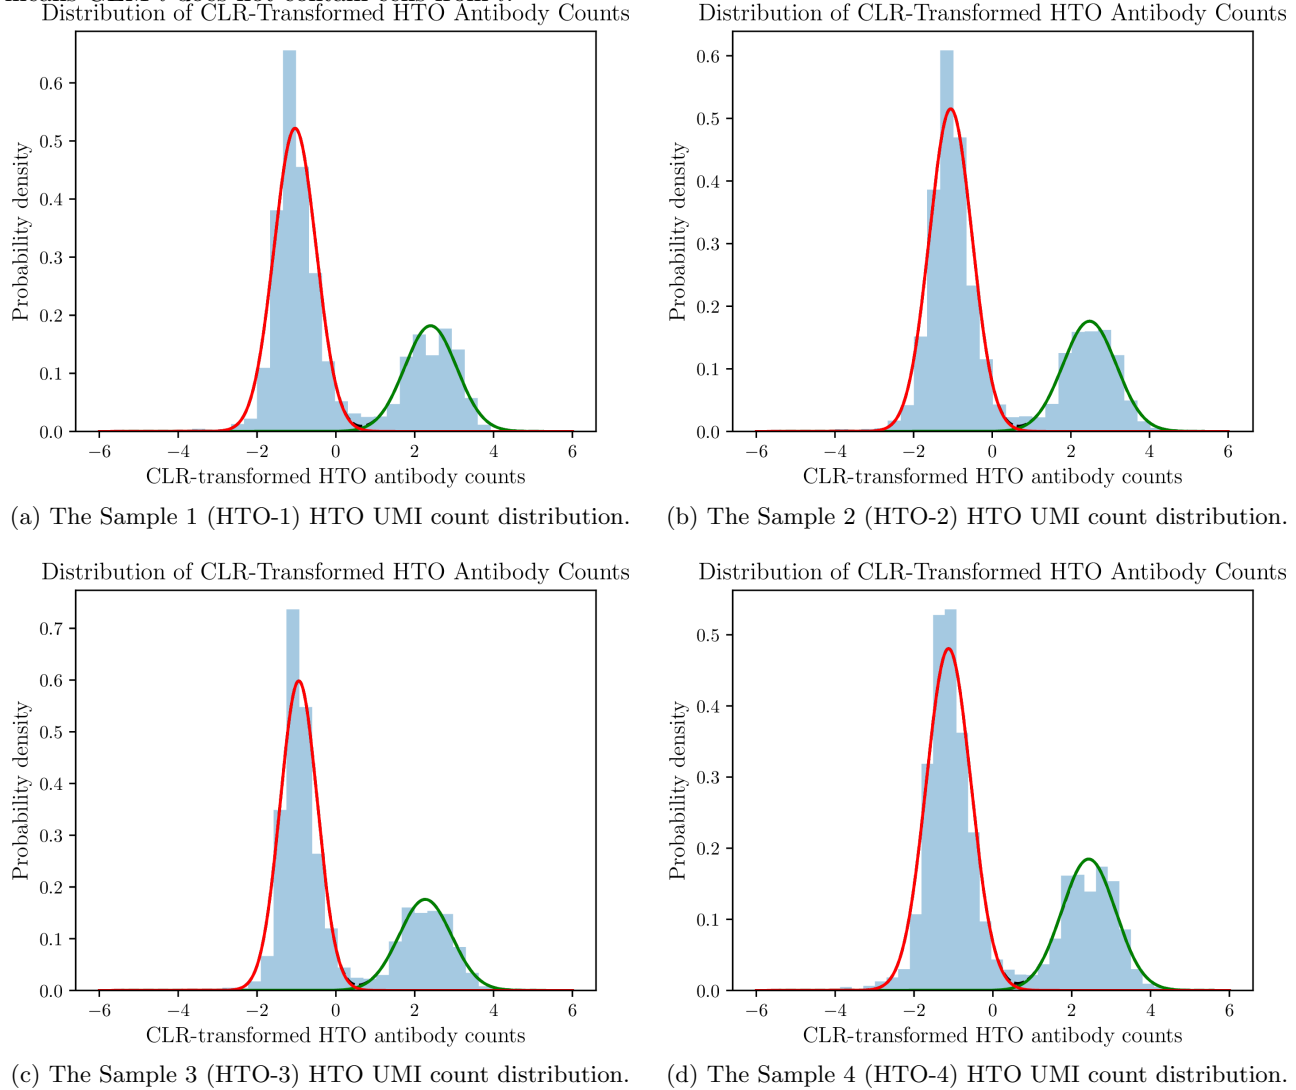 means GEM i does not contain cells from j.
Distribution of CLR-Transformed HTO Antibody Counts
0.6
0.5
0.4
0.3
0.2
0.1
0.0
Probability density
−6 −4 −2 0 2 4 6
CLR-transformed HTO antibody counts
(a) The Sample 1 (HTO-1) HTO UMI count distribution.
Distribution of CLR-Transformed HTO Antibody Counts
0.6
0.5
0.4
0.3
0.2
0.1
0.0
Probability density
−6 −4 −2 0 2 4 6
CLR-transformed HTO antibody counts
(b) The Sample 2 (HTO-2) HTO UMI count distribution.
Distribution of CLR-Transformed HTO Antibody Counts
0.7
0.6
0.5
0.4
0.3
0.2
0.1
0.0
Probability density
−6 −4 −2 0 2 4 6
CLR-transformed HTO antibody counts
(c) The Sample 3 (HTO-3) HTO UMI count distribution.
Distribution of CLR-Transformed HTO Antibody Counts
0.5
0.4
0.3
0.2
0.1
0.0
Probability density
−6 −4 −2 0 2 4 6
CLR-transformed HTO antibody counts
(d) The Sample 4 (HTO-4) HTO UMI count distribution.